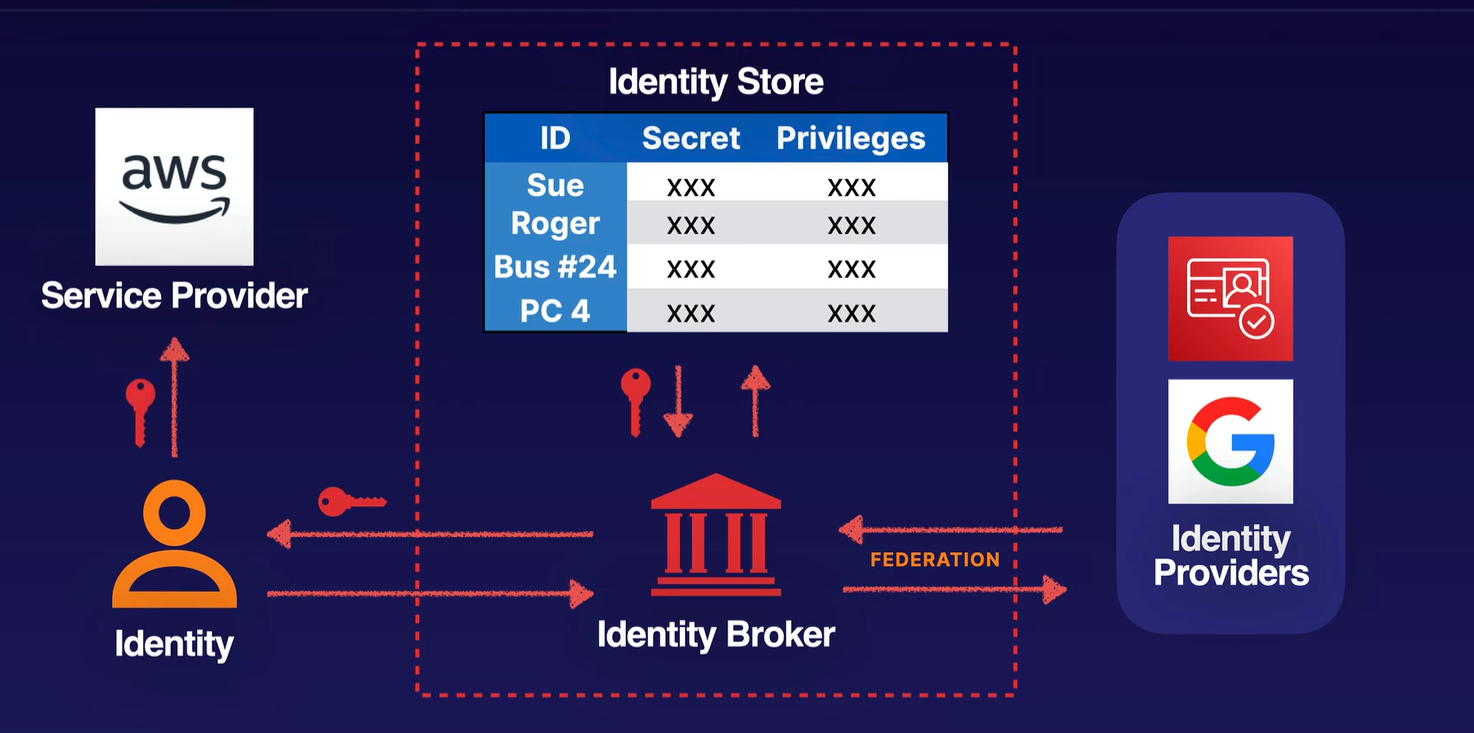 Identity Store
ID Secret Privileges
Sue xxx xxx
Roger xxx xxx
Bus #24 xxx xxx
PC 4 xxx xxx
aws
Service Provider
Identity
Identity Broker
FEDERATION
G
Identity
Providers